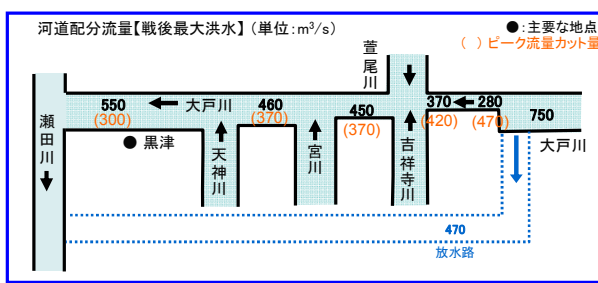 河道配分流量【戦後最大洪水】（単位：m³/s）
●：主要な地点
（ ）ピーク流量カット量
萱尾川
550
(300)
大戸川
460
(370)
450
(370)
370
(420)
280
(470)
750
大戸川
瀬田川
● 黒津
天神川
宮川
吉祥寺川
470
放水路